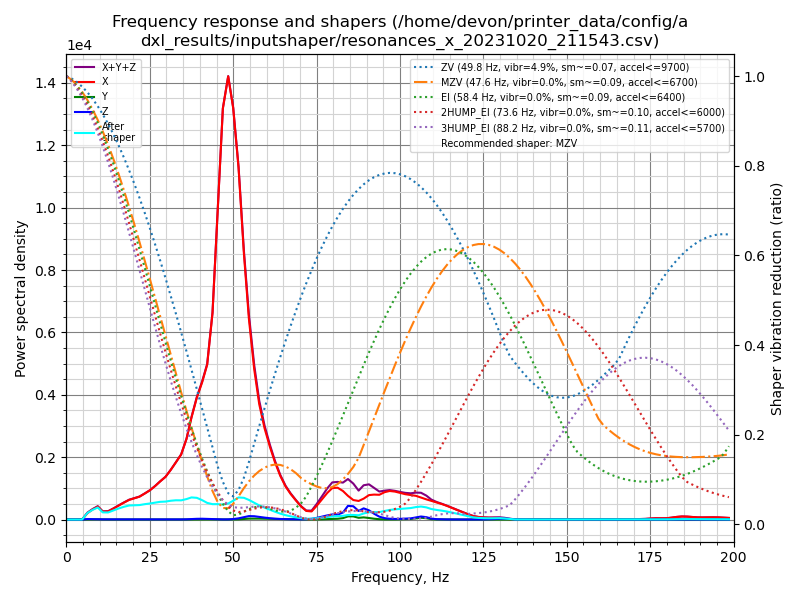 Frequency response and shapers (/home/devon/printer_data/config/a
dxl_results/inputshaper/resonances_x_20231020_211543.csv)
1e4
X+Y+Z
X
Y
Z
After
shaper
ZV (49.8 Hz, vibr=4.9%, sm~=0.07, accel<=9700)
MZV (47.6 Hz, vibr=0.0%, sm~=0.09, accel<=6700)
EI (58.4 Hz, vibr=0.0%, sm~=0.09, accel<=6400)
2HUMP_EI (73.6 Hz, vibr=0.0%, sm~=0.10, accel<=6000)
3HUMP_EI (88.2 Hz, vibr=0.0%, sm~=0.11, accel<=5700)
Recommended shaper: MZV
Power spectral density
1.4
1.2
1.0
0.8
0.6
0.4
0.2
0.0
1.0
0.8
0.6
0.4
0.2
0.0
Shaper vibration reduction (ratio)
0 25 50 75 100 125 150 175 200
Frequency, Hz